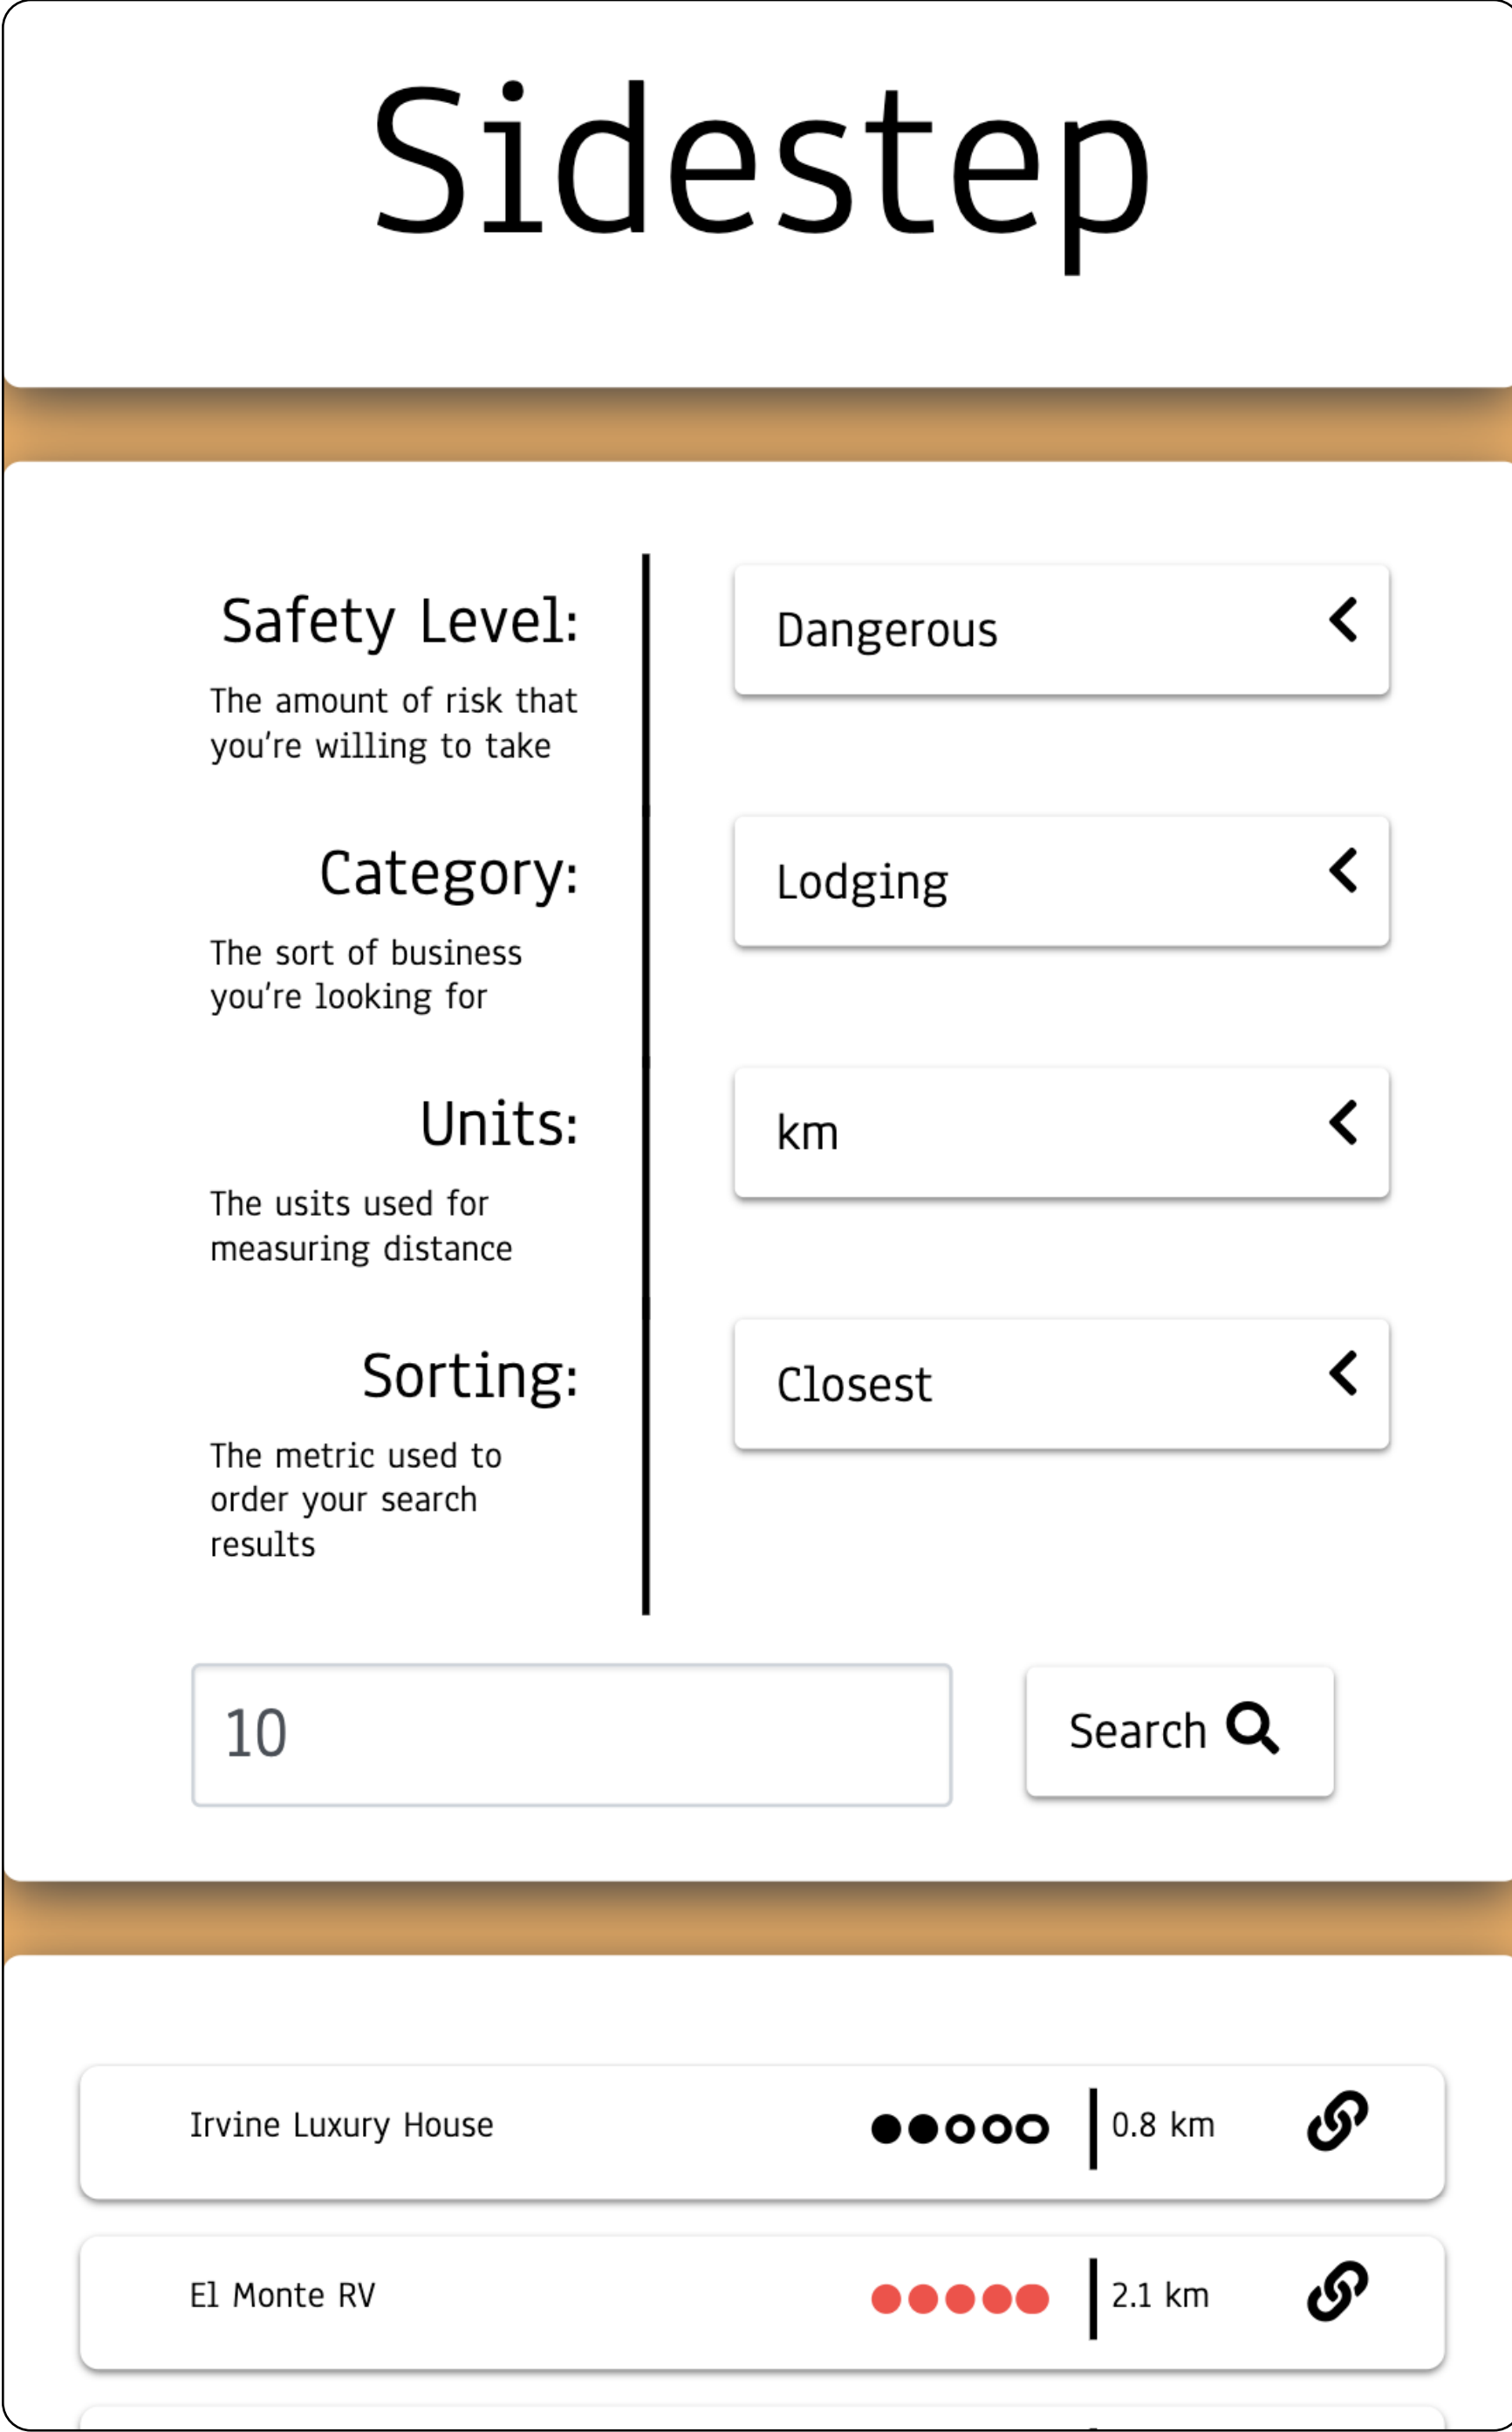 Sidestep
Safety Level:
The amount of risk that
you're willing to take
Dangerous
Category:
The sort of business
you're looking for
Lodging
Units:
The usits used for
measuring distance
km
Sorting:
The metric used to
order your search
results
Closest
10
Search
Irvine Luxury House
0.8 km
El Monte RV
2.1 km